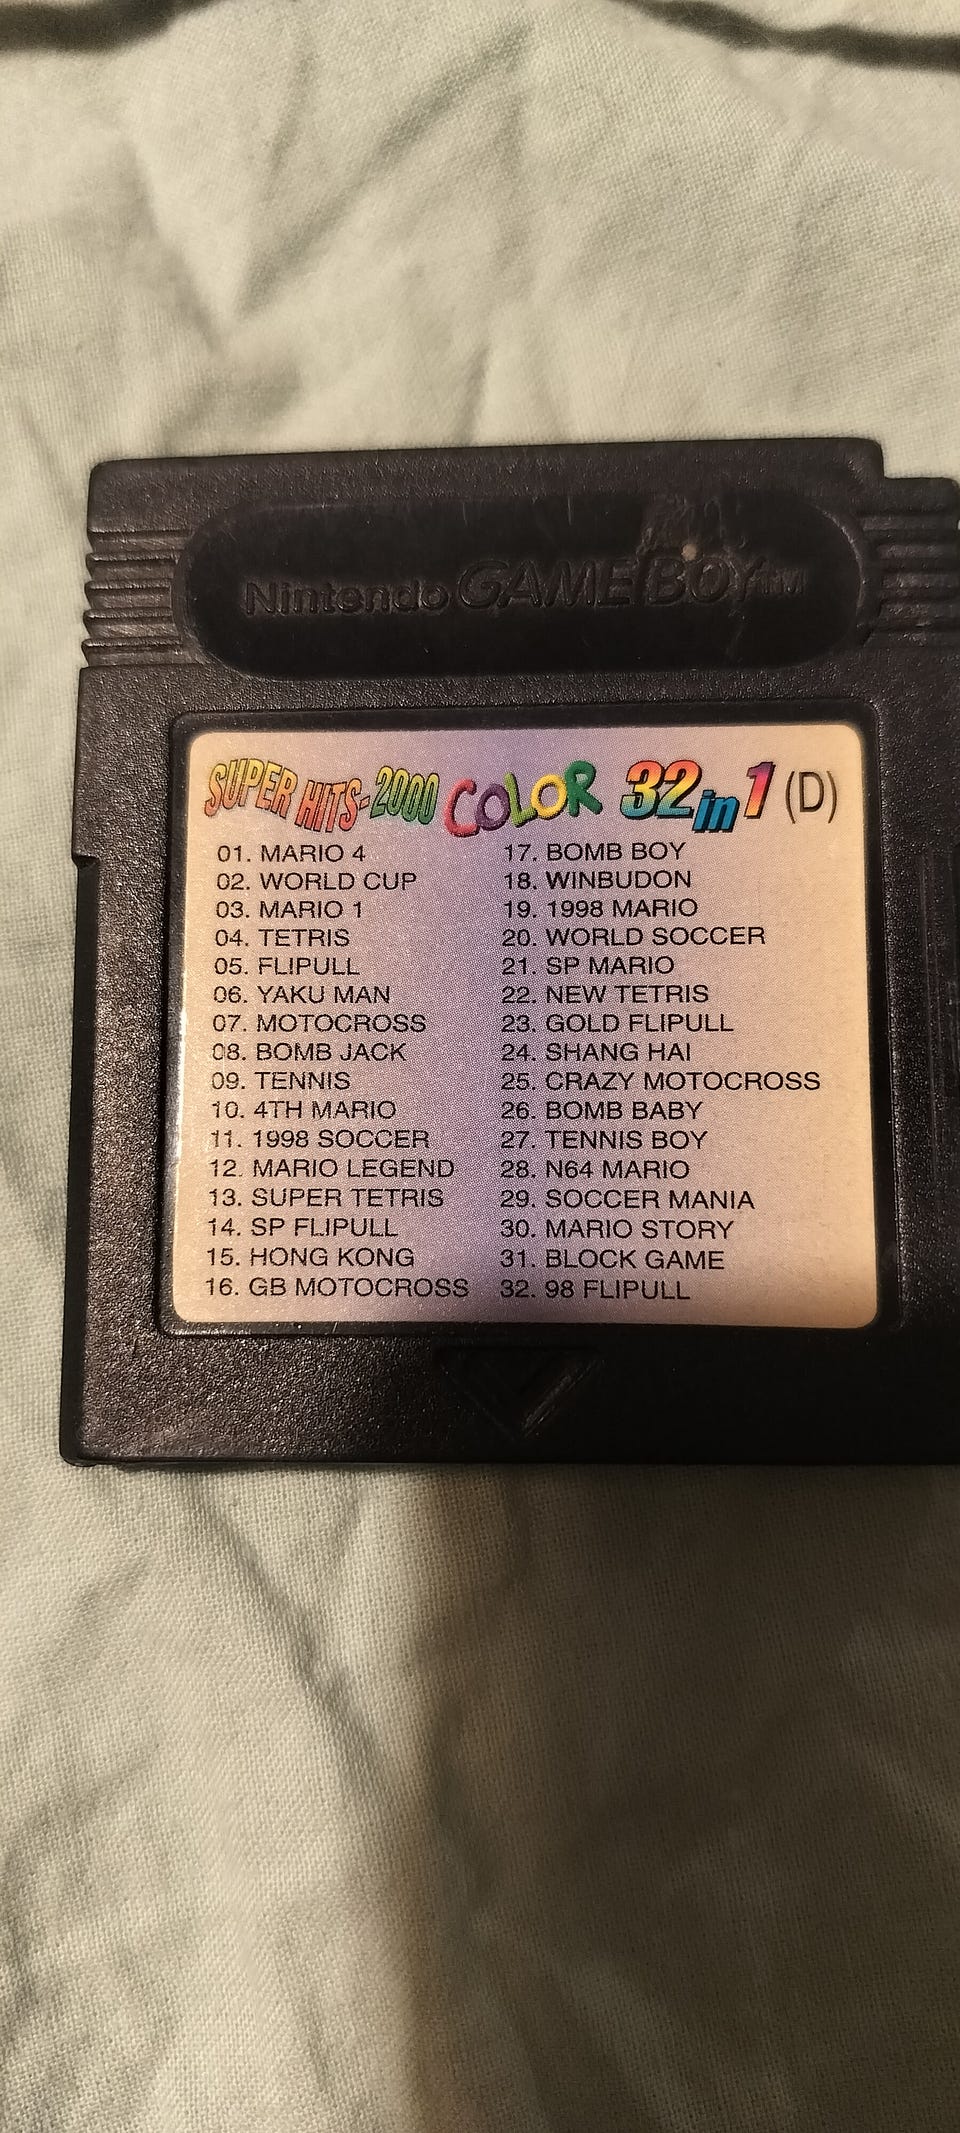 Nintendo GAME BOY TM
SUPER HITS-2000 COLOR 32 in 1 (D)
01. MARIO 4
02. WORLD CUP
03. MARIO 1
04. TETRIS
05. FLIPULL
06. YAKU MAN
07. MOTOCROSS
08. BOMB JACK
09. TENNIS
10. 4TH MARIO
11. 1998 SOCCER
12. MARIO LEGEND
13. SUPER TETRIS
14. SP FLIPULL
15. HONG KONG
16. GB MOTOCROSS
17. BOMB BOY
18. WINBUDON
19. 1998 MARIO
20. WORLD SOCCER
21. SP MARIO
22. NEW TETRIS
23. GOLD FLIPULL
24. SHANG HAI
25. CRAZY MOTOCROSS
26. BOMB BABY
27. TENNIS BOY
28. N64 MARIO
29. SOCCER MANIA
30. MARIO STORY
31. BLOCK GAME
32. 98 FLIPULL